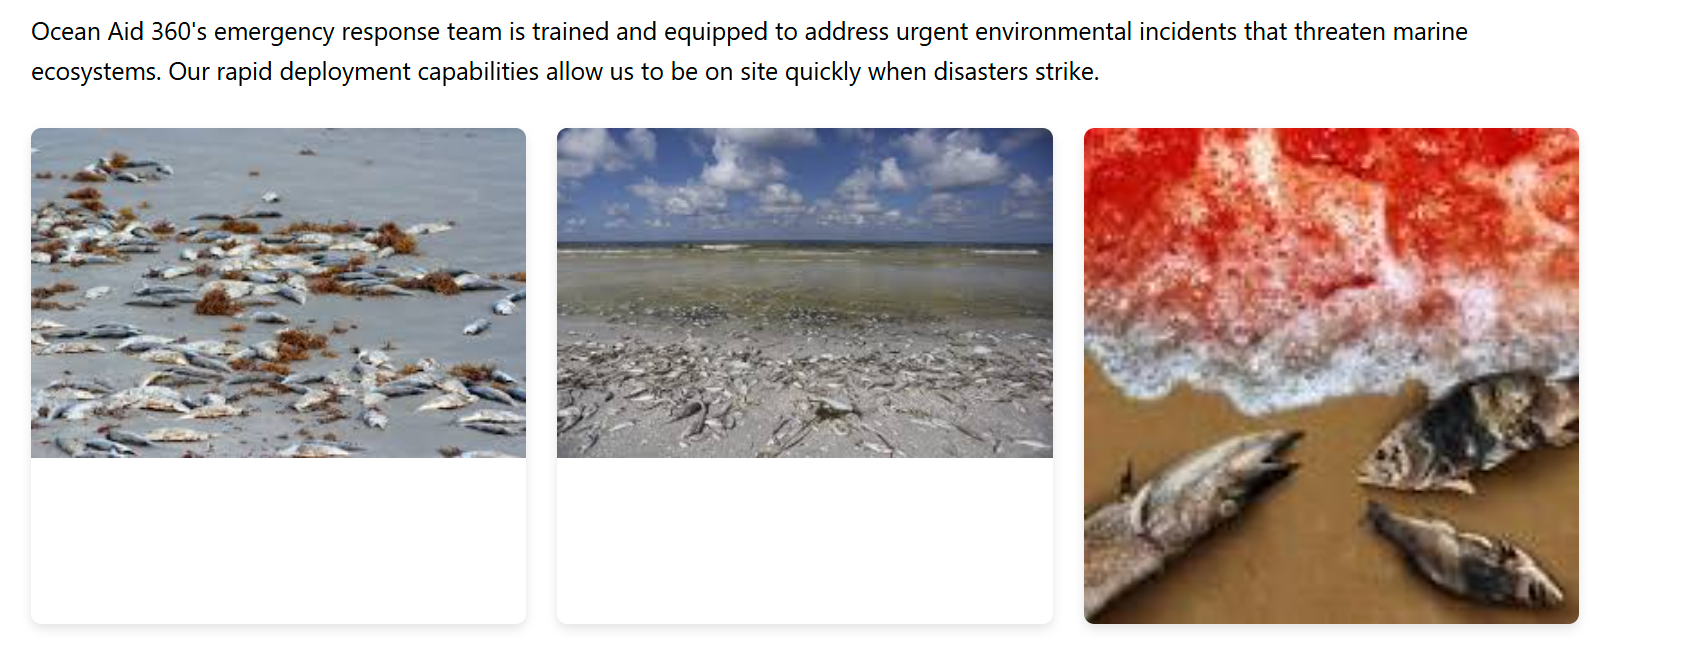 Ocean Aid 360's emergency response team is trained and equipped to address urgent environmental incidents that threaten marine
ecosystems. Our rapid deployment capabilities allow us to be on site quickly when disasters strike.